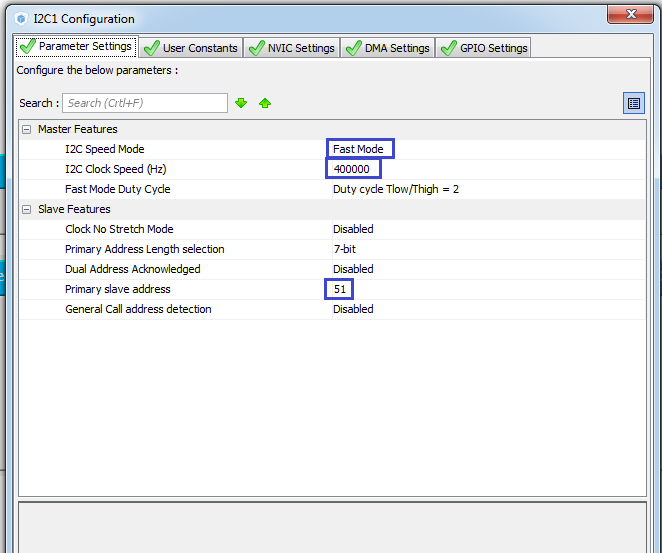 I2C1 Configuration
Parameter Settings User Constants NVIC Settings DMA Settings GPIO Settings
Configure the below parameters :
Search : Search (Crtl+F)
Master Features
I2C Speed Mode Fast Mode
I2C Clock Speed (Hz) 400000
Fast Mode Duty Cycle Duty cycle Tlow/Thigh = 2
Slave Features
Clock No Stretch Mode Disabled
Primary Address Length selection 7-bit
Dual Address Acknowledged Disabled
Primary slave address 51
General Call address detection Disabled